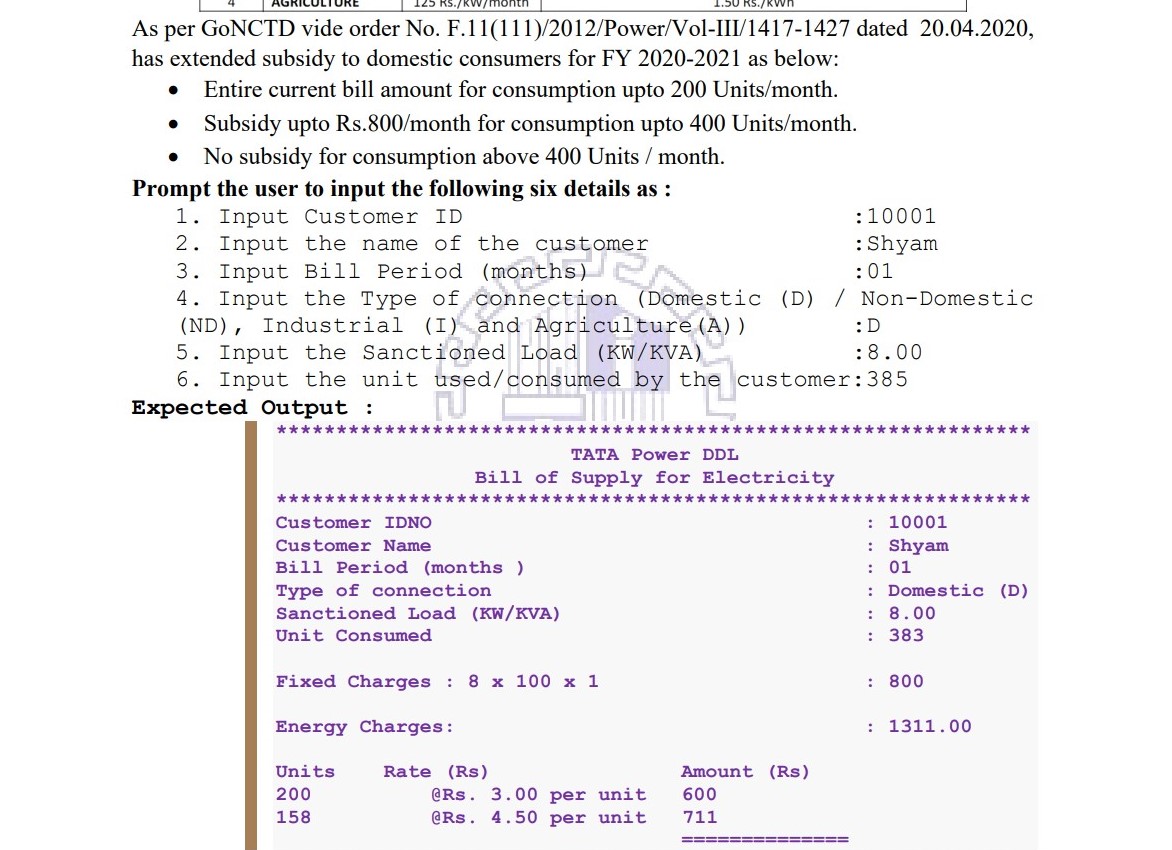 4 AGRICULTURE 125 Rs./kW/month 1.50 Rs./kWh
As per GoNCTD vide order No. F.11(111)/2012/Power/Vol-III/1417-1427 dated 20.04.2020,
has extended subsidy to domestic consumers for FY 2020-2021 as below:
• Entire current bill amount for consumption upto 200 Units/month.
• Subsidy upto Rs.800/month for consumption upto 400 Units/month.
• No subsidy for consumption above 400 Units / month.
Prompt the user to input the following six details as :
1. Input Customer ID :10001
2. Input the name of the customer :Shyam
3. Input Bill Period (months) :01
4. Input the Type of connection (Domestic (D) / Non-Domestic
(ND), Industrial (I) and Agriculture(A)) :D
5. Input the Sanctioned Load (KW/KVA) :8.00
6. Input the unit used/consumed by the customer:385
Expected Output :
***************************************************************
TATA Power DDL
Bill of Supply for Electricity
***************************************************************
Customer IDNO : 10001
Customer Name : Shyam
Bill Period (months ) : 01
Type of connection : Domestic (D)
Sanctioned Load (KW/KVA) : 8.00
Unit Consumed : 383

Fixed Charges : 8 x 100 x 1 : 800

Energy Charges: : 1311.00

Units Rate (Rs) Amount (Rs)
200 @Rs. 3.00 per unit 600
158 @Rs. 4.50 per unit 711
==============